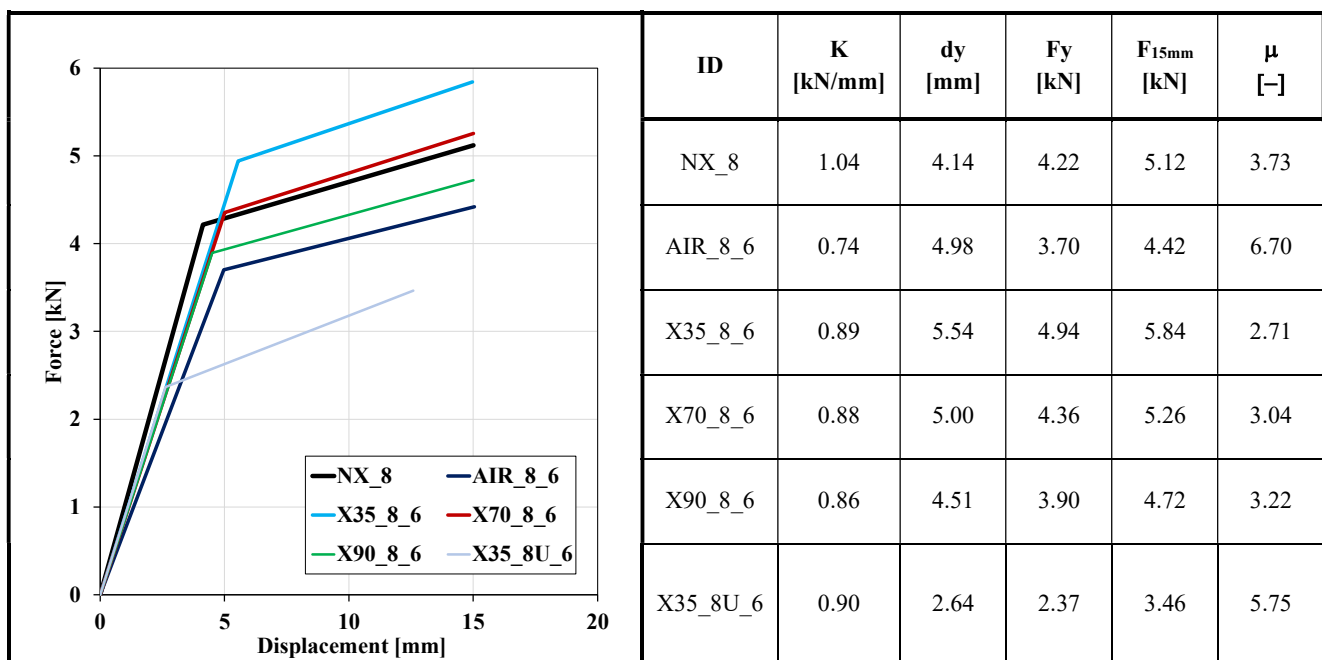 6
5
4
3
2
1
0
Force [kN]
0 5 10 15 20
Displacement [mm]
NX_8 AIR_8_6
X35_8_6 X70_8_6
X90_8_6 X35_8U_6
ID K [kN/mm] dy [mm] Fy [kN] F15mm [kN] μ [–]
NX_8 1.04 4.14 4.22 5.12 3.73
AIR_8_6 0.74 4.98 3.70 4.42 6.70
X35_8_6 0.89 5.54 4.94 5.84 2.71
X70_8_6 0.88 5.00 4.36 5.26 3.04
X90_8_6 0.86 4.51 3.90 4.72 3.22
X35_8U_6 0.90 2.64 2.37 3.46 5.75